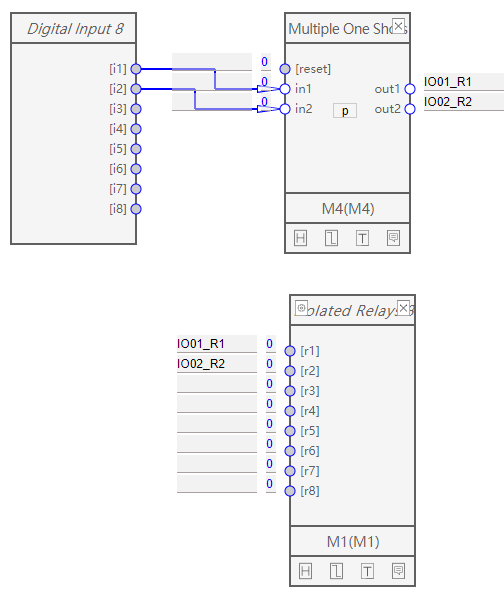 Digital Input 8
[i1]
[i2]
[i3]
[i4]
[i5]
[i6]
[i7]
[i8]
Multiple One Sho s
0 [reset]
0 in1 out1 IO01_R1
0 in2 p out2 IO02_R2
M4(M4)
H T
olated Relays 8
IO01_R1 0 [r1]
IO02_R2 0 [r2]
0 [r3]
0 [r4]
0 [r5]
0 [r6]
0 [r7]
0 [r8]
M1(M1)
H T